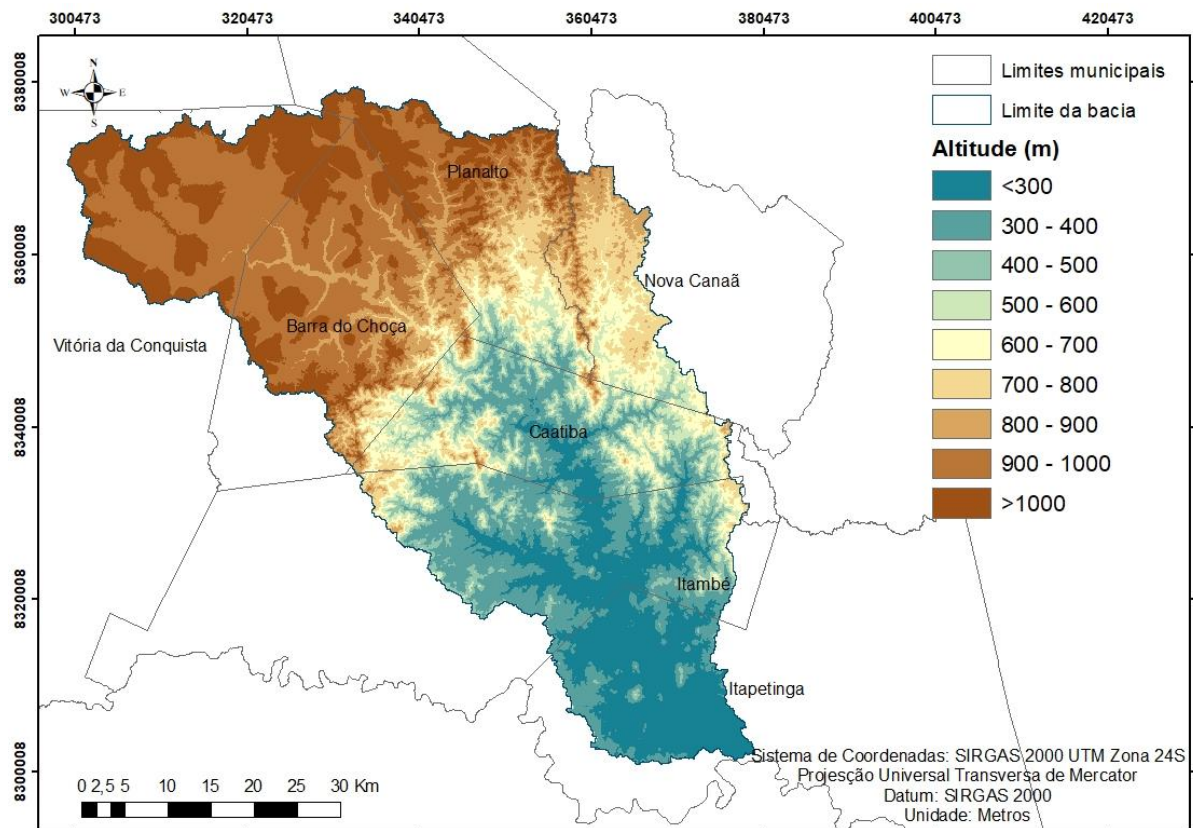 300473 320473 340473 360473 380473 400473 420473
8380008
8360008
8340008
8320008
8300008
N
W E
S
Limites municipais
Limite da bacia
Altitude (m)
<300
300 - 400
400 - 500
500 - 600
600 - 700
700 - 800
800 - 900
900 - 1000
>1000
Planalto
Nova Canaã
Barra do Choça
Vitória da Conquista
Caatiba
Itambé
Itapetinga
0 2,5 5 10 15 20 25 30 Km
Sistema de Coordenadas: SIRGAS 2000 UTM Zona 24S
Projesção Universal Transversa de Mercator
Datum: SIRGAS 2000
Unidade: Metros